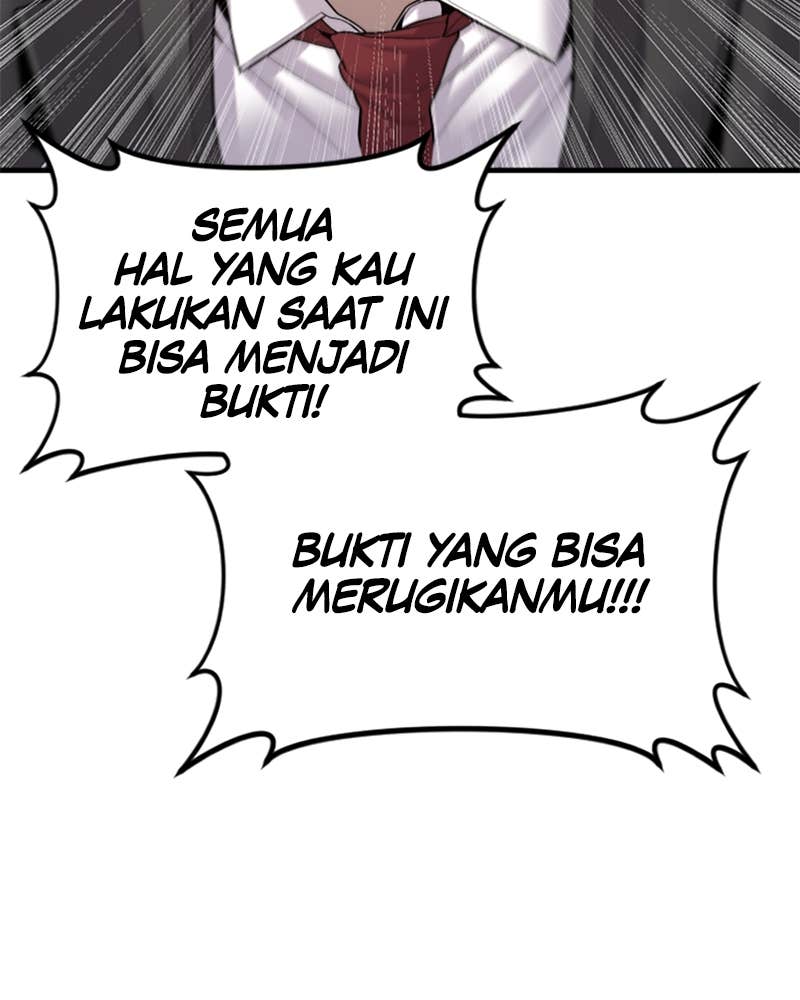 SEMUA
HAL YANG KAU
LAKUKAN SAAT INI
BISA MENJADI
BUKTI!
BUKTI YANG BISA
MERUGIKANMU!!!